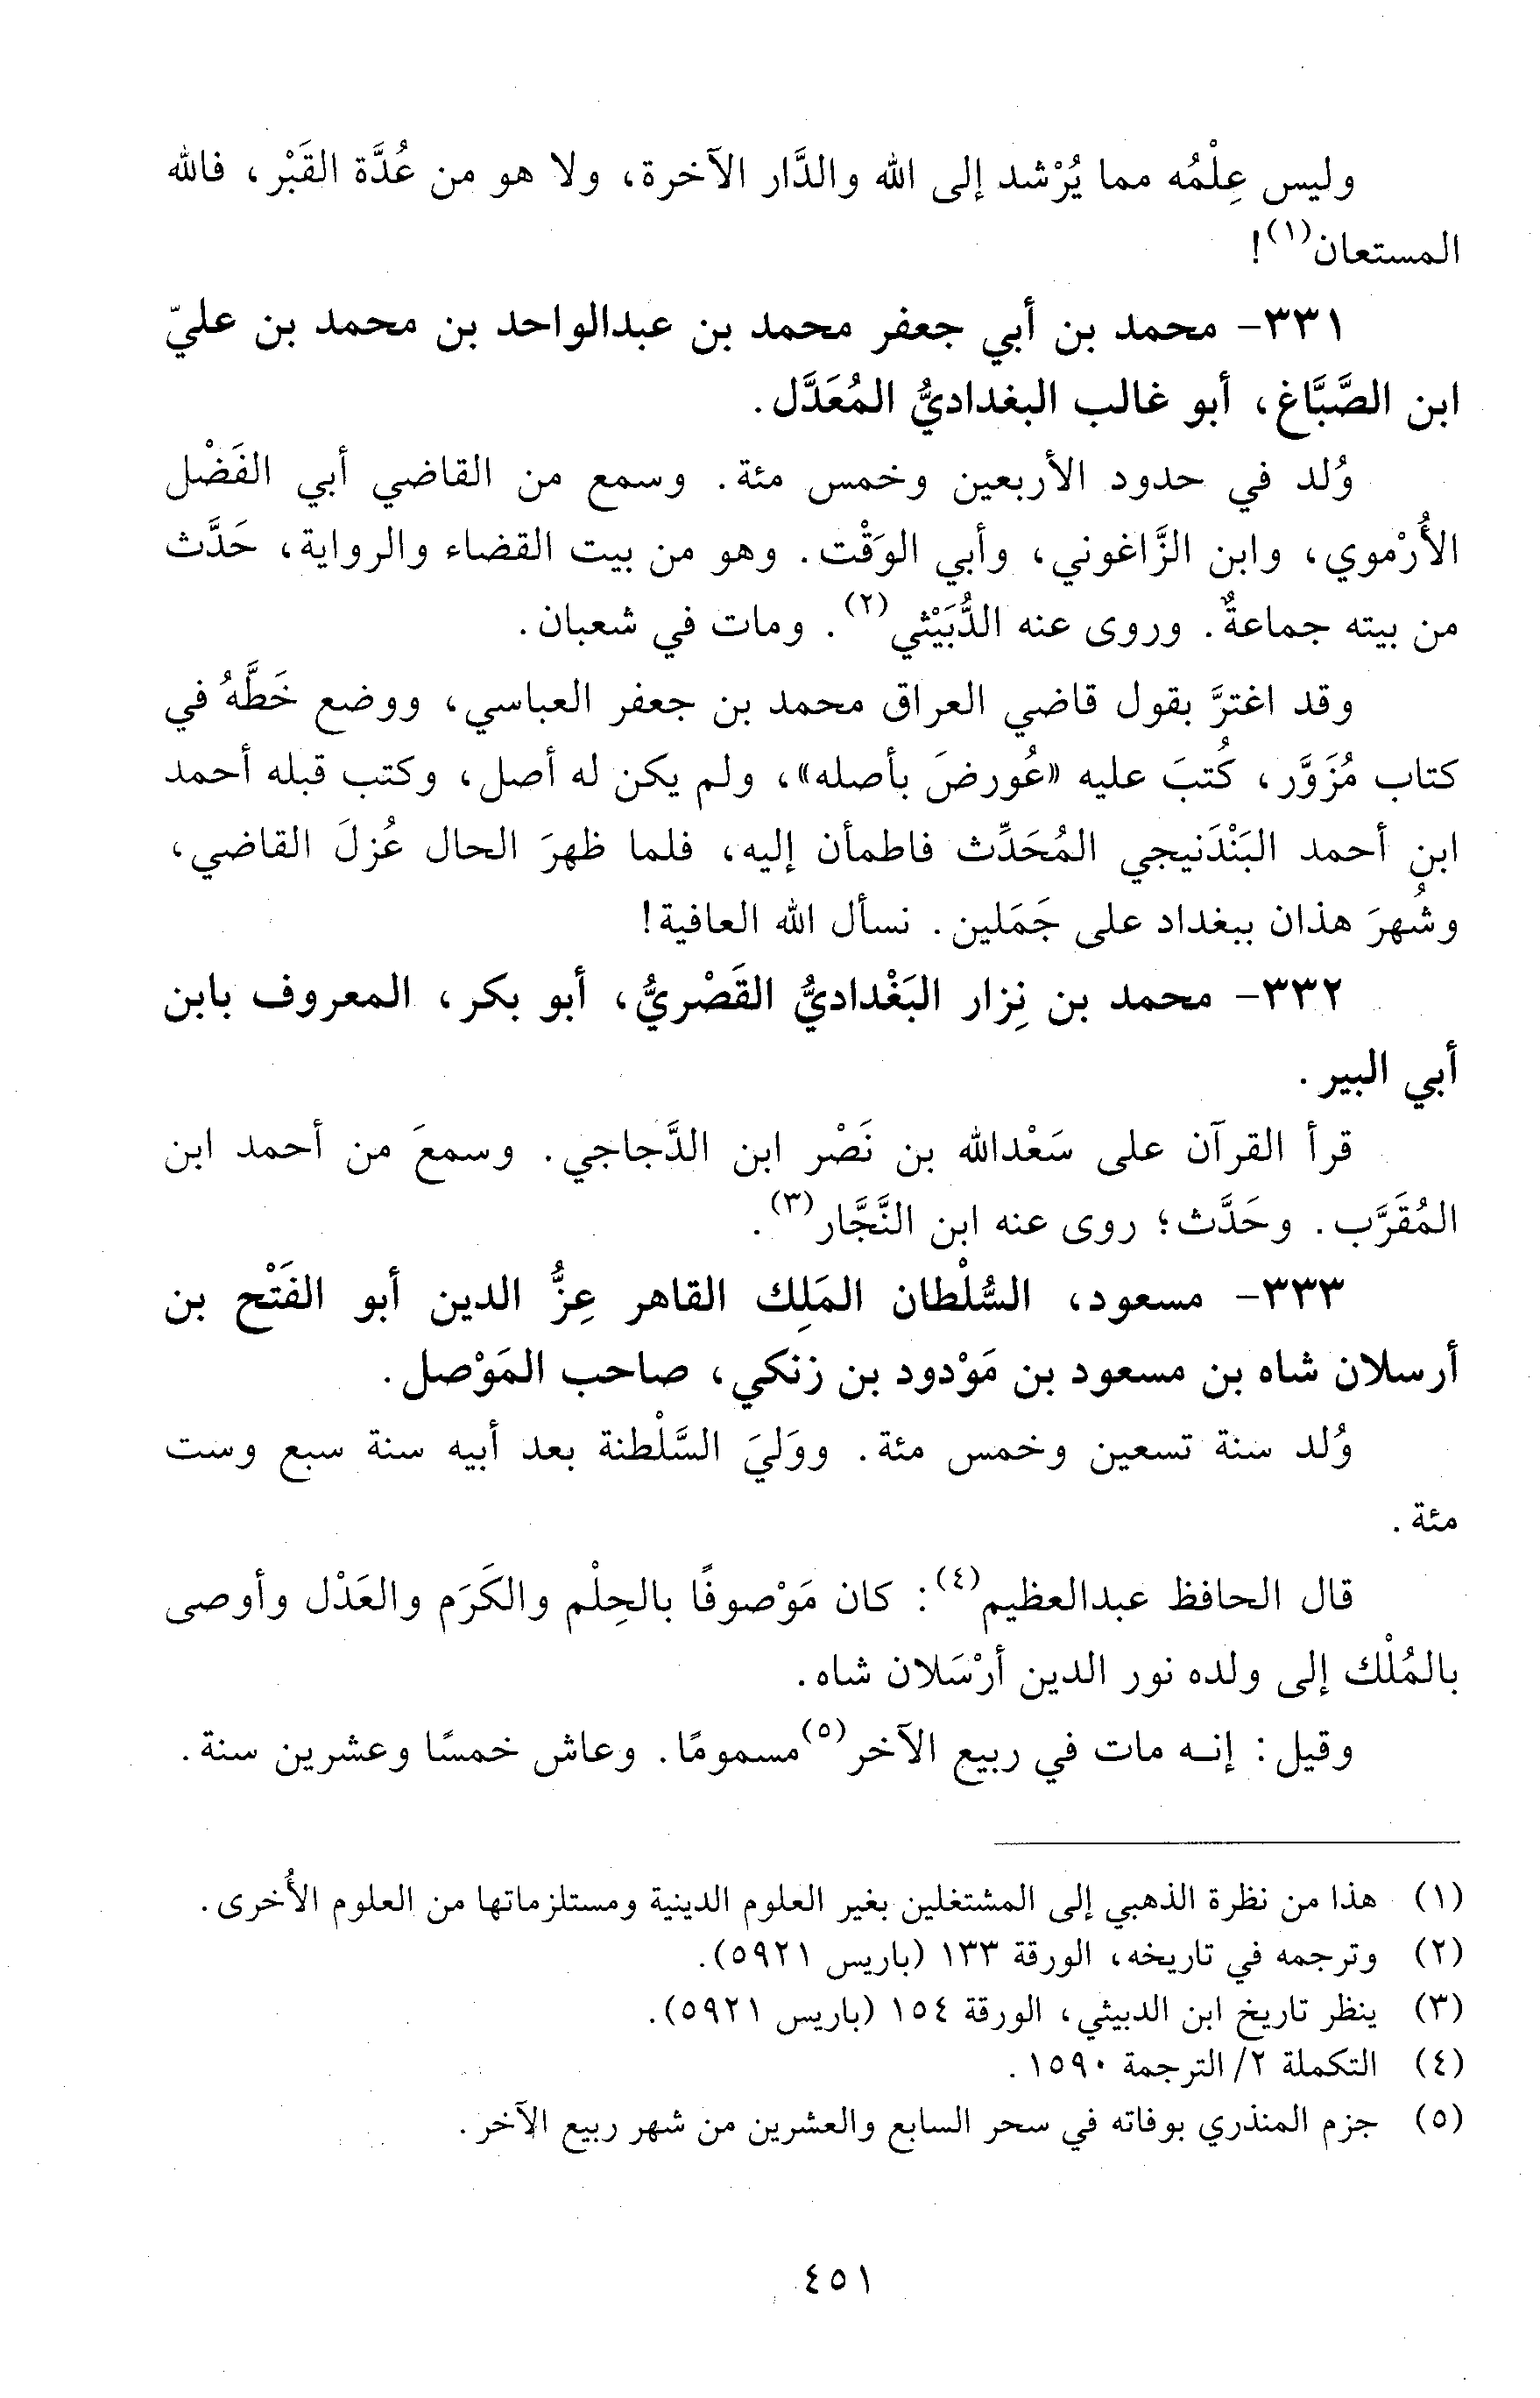 وليس عِلْمُه مما يُرْشد إلى الله والدَّار الآخرة، ولا هو من عُدَّة القَبْر، فالله
المستعان(١)!
٣٣١- محمد بن أبي جعفر محمد بن عبدالواحد بن محمد بن عليّ
ابن الصَّبَّاغ، أبو غالب البغداديُّ المُعَدَّل.
وُلد في حدود الأربعين وخمس مئة. وسمع من القاضي أبي الفَضْل
الأُرْموي، وابن الزَّاغوني، وأبي الوَقْت. وهو من بيت القضاء والرواية، حَدَّث
من بيته جماعةٌ. وروى عنه الدُّبَيْثي(٢). ومات في شعبان.
وقد اغترَّ بقول قاضي العراق محمد بن جعفر العباسي، ووضع خَطَّهُ في
كتاب مُزَوَّر، كُتبَ عليه «عُورضَ بأصله»، ولم يكن له أصل، وكتب قبله أحمد
ابن أحمد البَنْدَنيجي المُحَدِّث فاطمأن إليه، فلما ظهرَ الحال عُزلَ القاضي،
وشُهرَ هذان ببغداد على جَمَلين. نسأل الله العافية!
٣٣٢- محمد بن نِزار البَغْداديُّ القَصْريُّ، أبو بكر، المعروف بابن
أبي البير.
قرأ القرآن على سَعْدالله بن نَصْر ابن الدَّجاجي. وسمعَ من أحمد ابن
المُقَرَّب. وحَدَّث؛ روى عنه ابن النَّجَّار(٣).
٣٣٣- مسعود، السُّلْطان المَلِك القاهر عِزُّ الدين أبو الفَتْح بن
أرسلان شاه بن مسعود بن مَوْدود بن زنكي، صاحب المَوْصل.
وُلد سنة تسعين وخمس مئة. ووَليَ السَّلْطنة بعد أبيه سنة سبع وست
مئة.
قال الحافظ عبدالعظيم(٤): كان مَوْصوفًا بالحِلْم والكَرَم والعَدْل وأوصى
بالمُلْك إلى ولده نور الدين أرْسَلان شاه.
وقيل: إنه مات في ربيع الآخر(٥) مسمومًا. وعاش خمسًا وعشرين سنة.
(١) هذا من نظرة الذهبي إلى المشتغلين بغير العلوم الدينية ومستلزماتها من العلوم الأُخرى.
(٢) وترجمه في تاريخه، الورقة ١٣٣ (باريس ٥٩٢١).
(٣) ينظر تاريخ ابن الدبيثي، الورقة ١٥٤ (باريس ٥٩٢١).
(٤) التكملة ٢/ الترجمة ١٥٩٠.
(٥) جزم المنذري بوفاته في سحر السابع والعشرين من شهر ربيع الآخر.
٤٥١